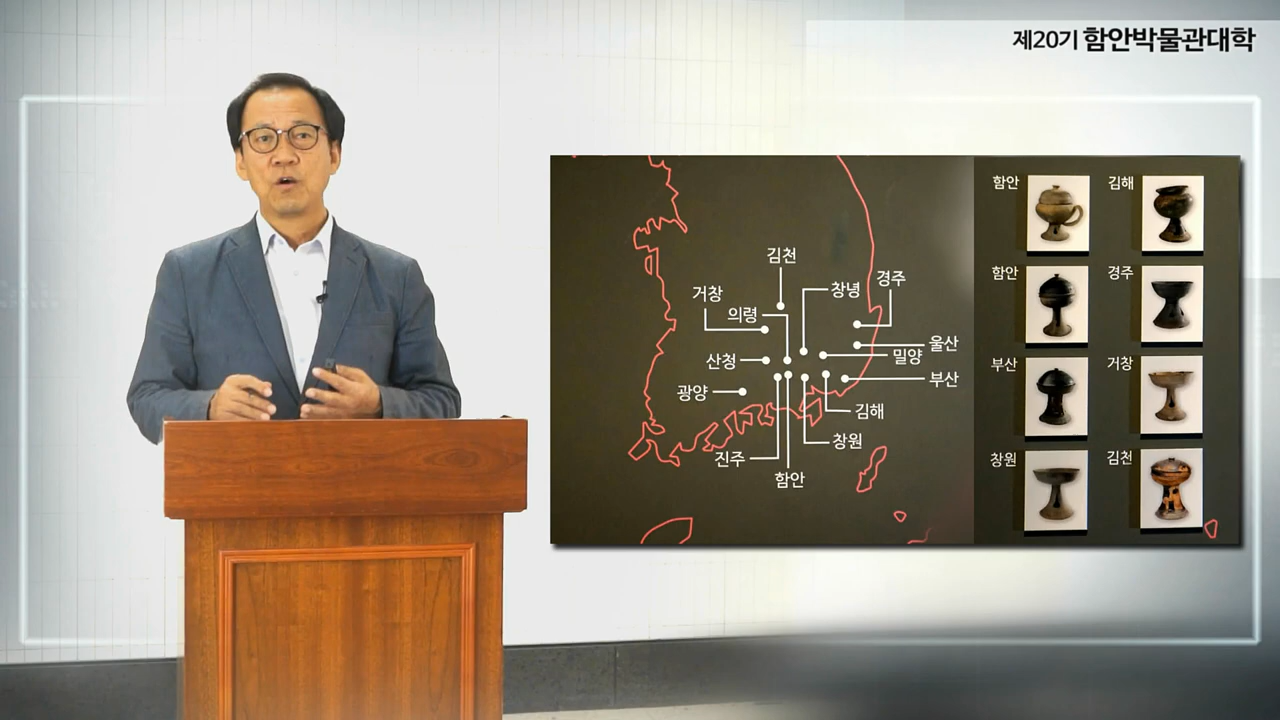 제20기 함안박물관대학
김천
경주
거창
창녕
의령
울산
밀양
산청
부산
광양
김해
창원
진주
함안
함안
김해
함안
경주
부산
거창
창원
김천